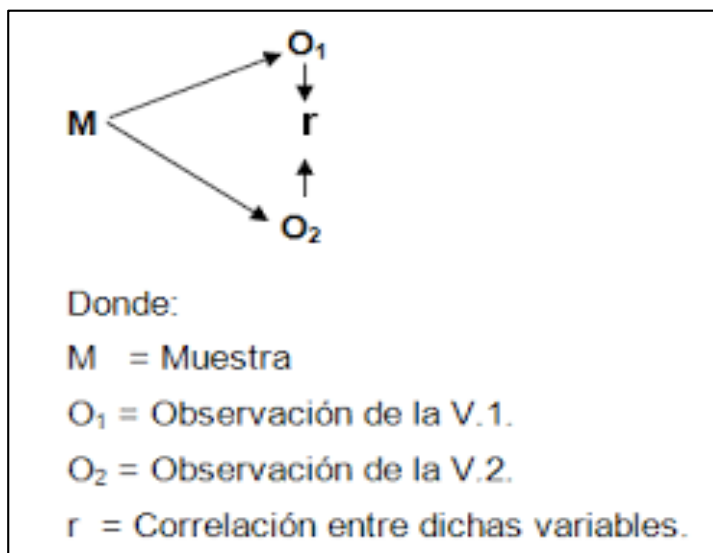 O₁
M r
O₂
Donde:
M = Muestra
O₁ = Observación de la V.1.
O₂ = Observación de la V.2.
r = Correlación entre dichas variables.